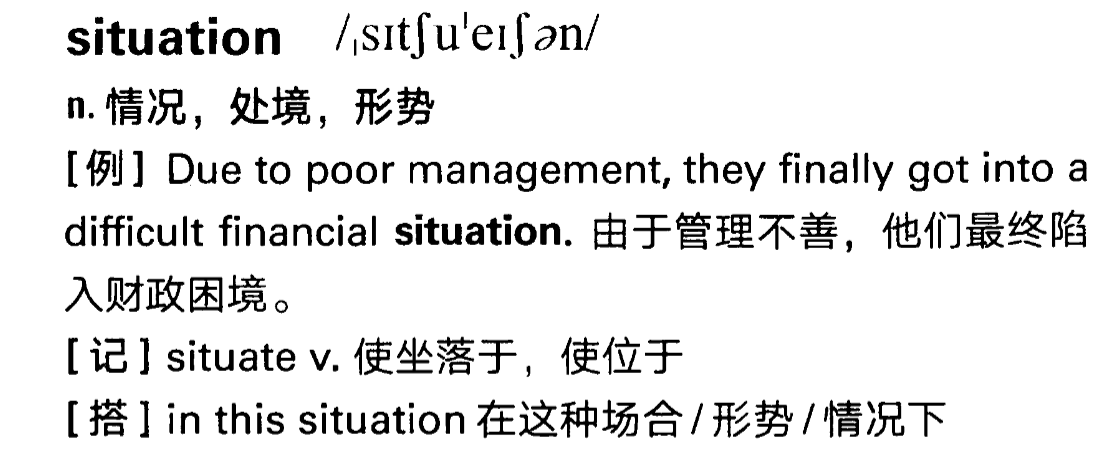 situation /ˌsɪtʃuˈeɪʃən/
n. 情况，处境，形势
[例] Due to poor management, they finally got into a
difficult financial situation. 由于管理不善，他们最终陷
入财政困境。
[记] situate v. 使坐落于，使位于
[搭] in this situation 在这种场合/形势/情况下